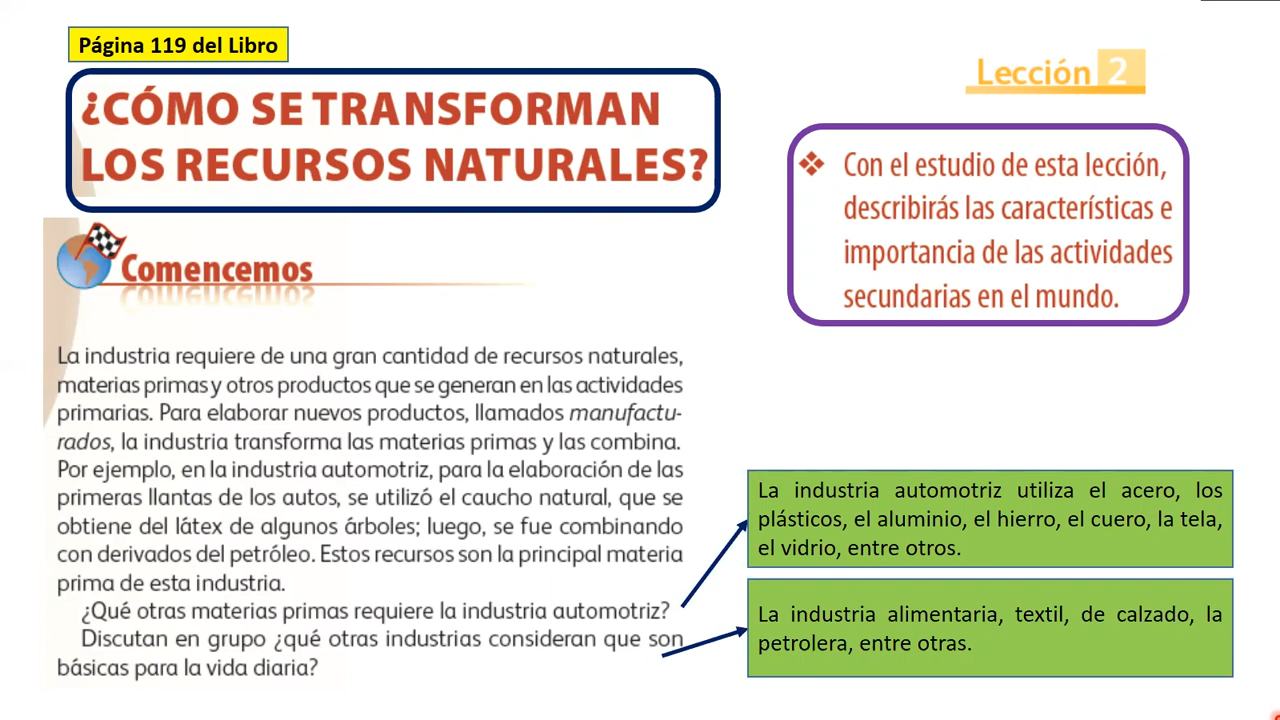 Página 119 del Libro
¿CÓMO SE TRANSFORMAN
LOS RECURSOS NATURALES?
Lección 2
❖ Con el estudio de esta lección,
describirás las características e
importancia de las actividades
secundarias en el mundo.
Comencemos
La industria requiere de una gran cantidad de recursos naturales,
materias primas y otros productos que se generan en las actividades
primarias. Para elaborar nuevos productos, llamados manufactu-
rados, la industria transforma las materias primas y las combina.
Por ejemplo, en la industria automotriz, para la elaboración de las
primeras llantas de los autos, se utilizó el caucho natural, que se
obtiene del látex de algunos árboles; luego, se fue combinando
con derivados del petróleo. Estos recursos son la principal materia
prima de esta industria.
¿Qué otras materias primas requiere la industria automotriz?
Discutan en grupo ¿qué otras industrias consideran que son
básicas para la vida diaria?
La industria automotriz utiliza el acero, los
plásticos, el aluminio, el hierro, el cuero, la tela,
el vidrio, entre otros.
La industria alimentaria, textil, de calzado, la
petrolera, entre otras.